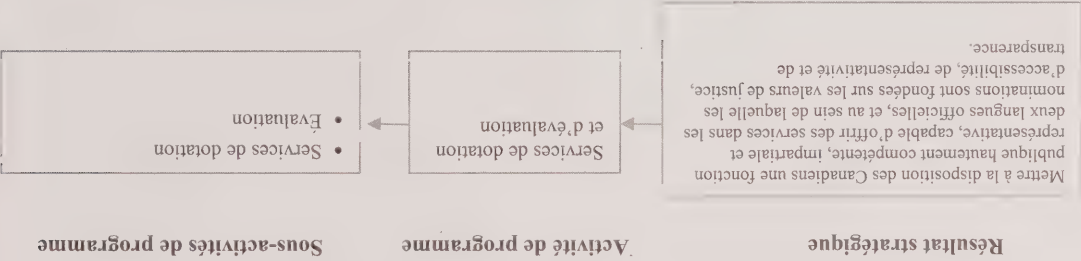 Résultat stratégique
Activité de programme
Sous-activités de programme
Mettre à la disposition des Canadiens une fonction
publique hautement compétente, impartiale et
représentative, capable d'offrir des services dans les
deux langues officielles, et au sein de laquelle les
nominations sont fondées sur les valeurs de justice,
d'accessibilité, de représentativité et de
transparence.
Services de dotation
et d'évaluation
• Services de dotation
• Évaluation